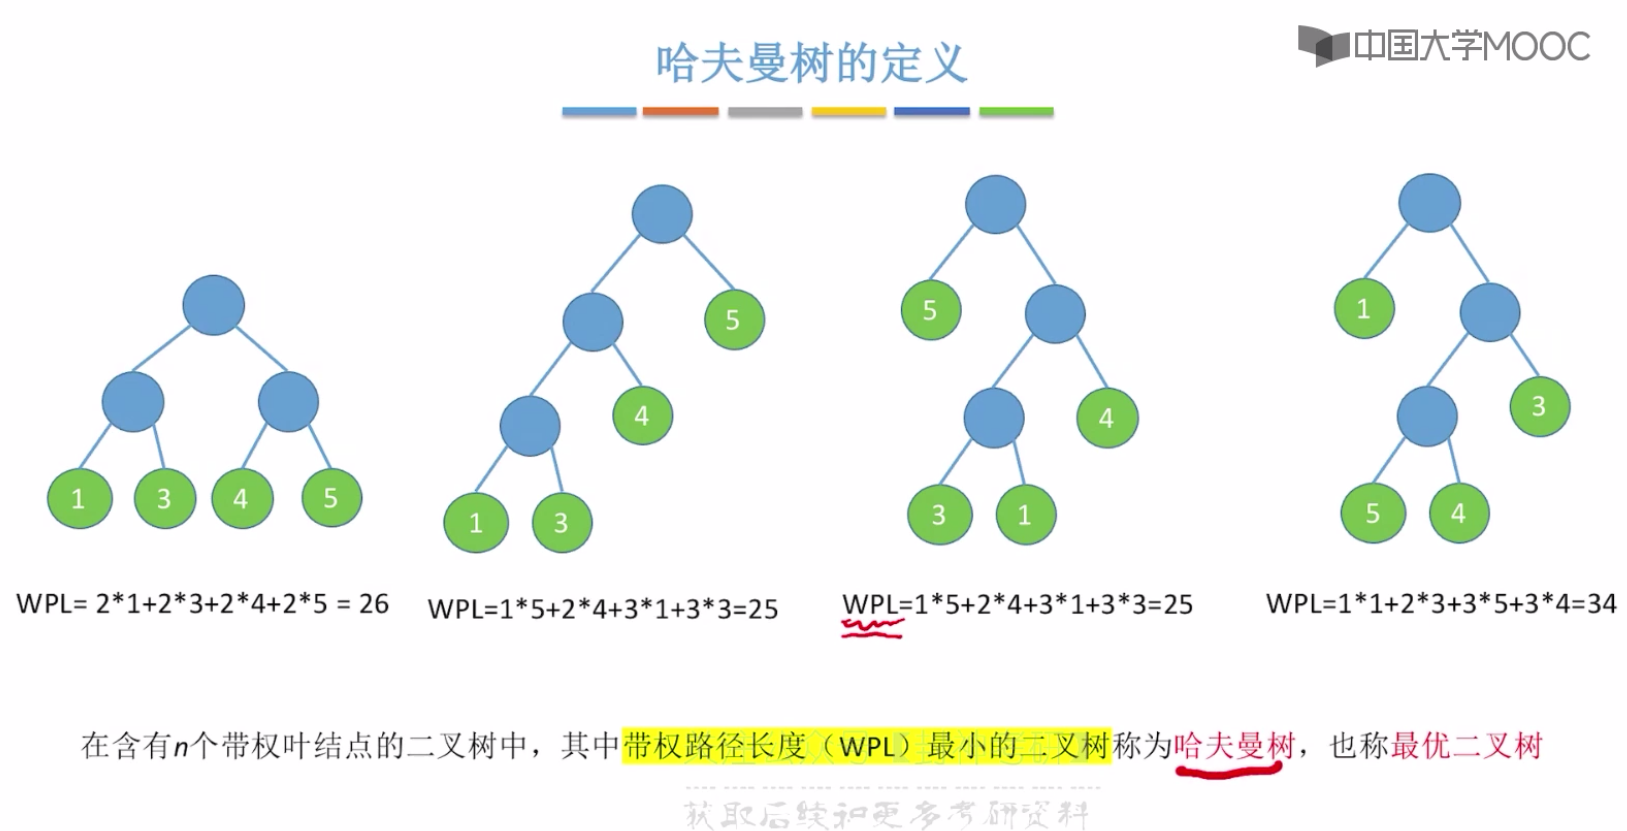 中国大学MOOC
哈夫曼树的定义
5
5
1
4
4
3
1 3 4 5
1 3
3 1
5 4
WPL= 2*1+2*3+2*4+2*5 = 26
WPL=1*5+2*4+3*1+3*3=25
WPL=1*5+2*4+3*1+3*3=25
WPL=1*1+2*3+3*5+3*4=34
在含有n个带权叶结点的二叉树中，其中带权路径长度（WPL）最小的二叉树称为哈夫曼树，也称最优二叉树
获取后续和更多考研资料